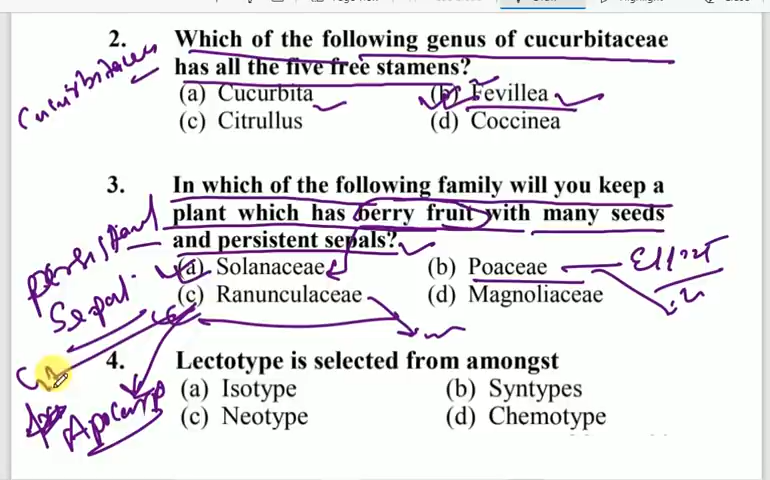 2. Which of the following genus of cucurbitaceae
has all the five free stamens?
(a) Cucurbita (b) Fevillea
(c) Citrullus (d) Coccinea
Cucurbitaceae
3. In which of the following family will you keep a
plant which has berry fruit with many seeds
and persistent sepals?
(a) Solanaceae (b) Poaceae
(c) Ranunculaceae (d) Magnoliaceae
persistant
Sepal
4. Lectotype is selected from amongst
(a) Isotype (b) Syntypes
(c) Neotype (d) Chemotype
Apocarp